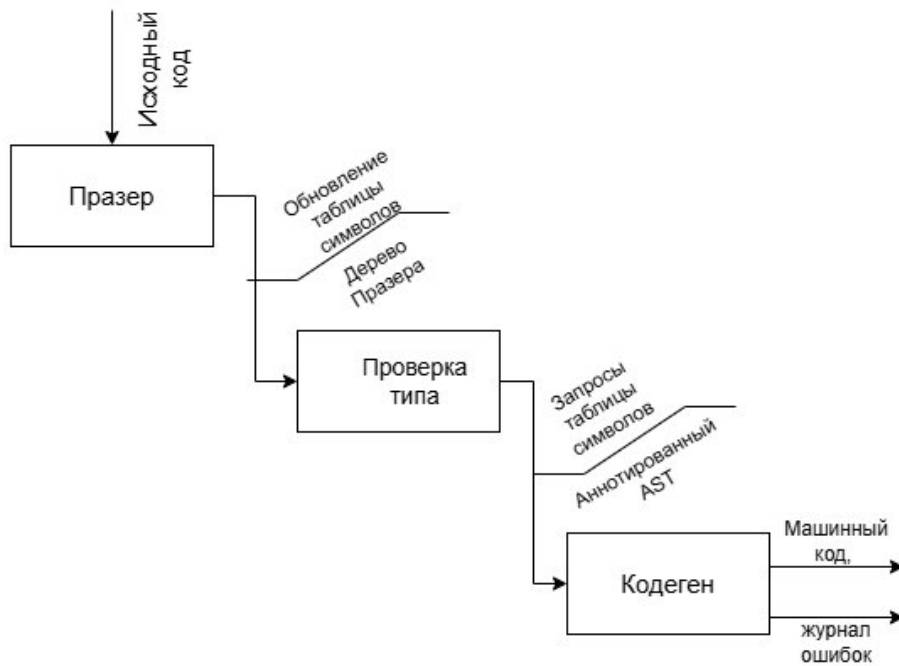 Исходный
код
Празер
Обновление
таблицы
символов
Дерево
Празера
Проверка
типа
Запросы
таблицы
символов
Аннотированный
AST
Кодеген
Машинный
код,
журнал
ошибок